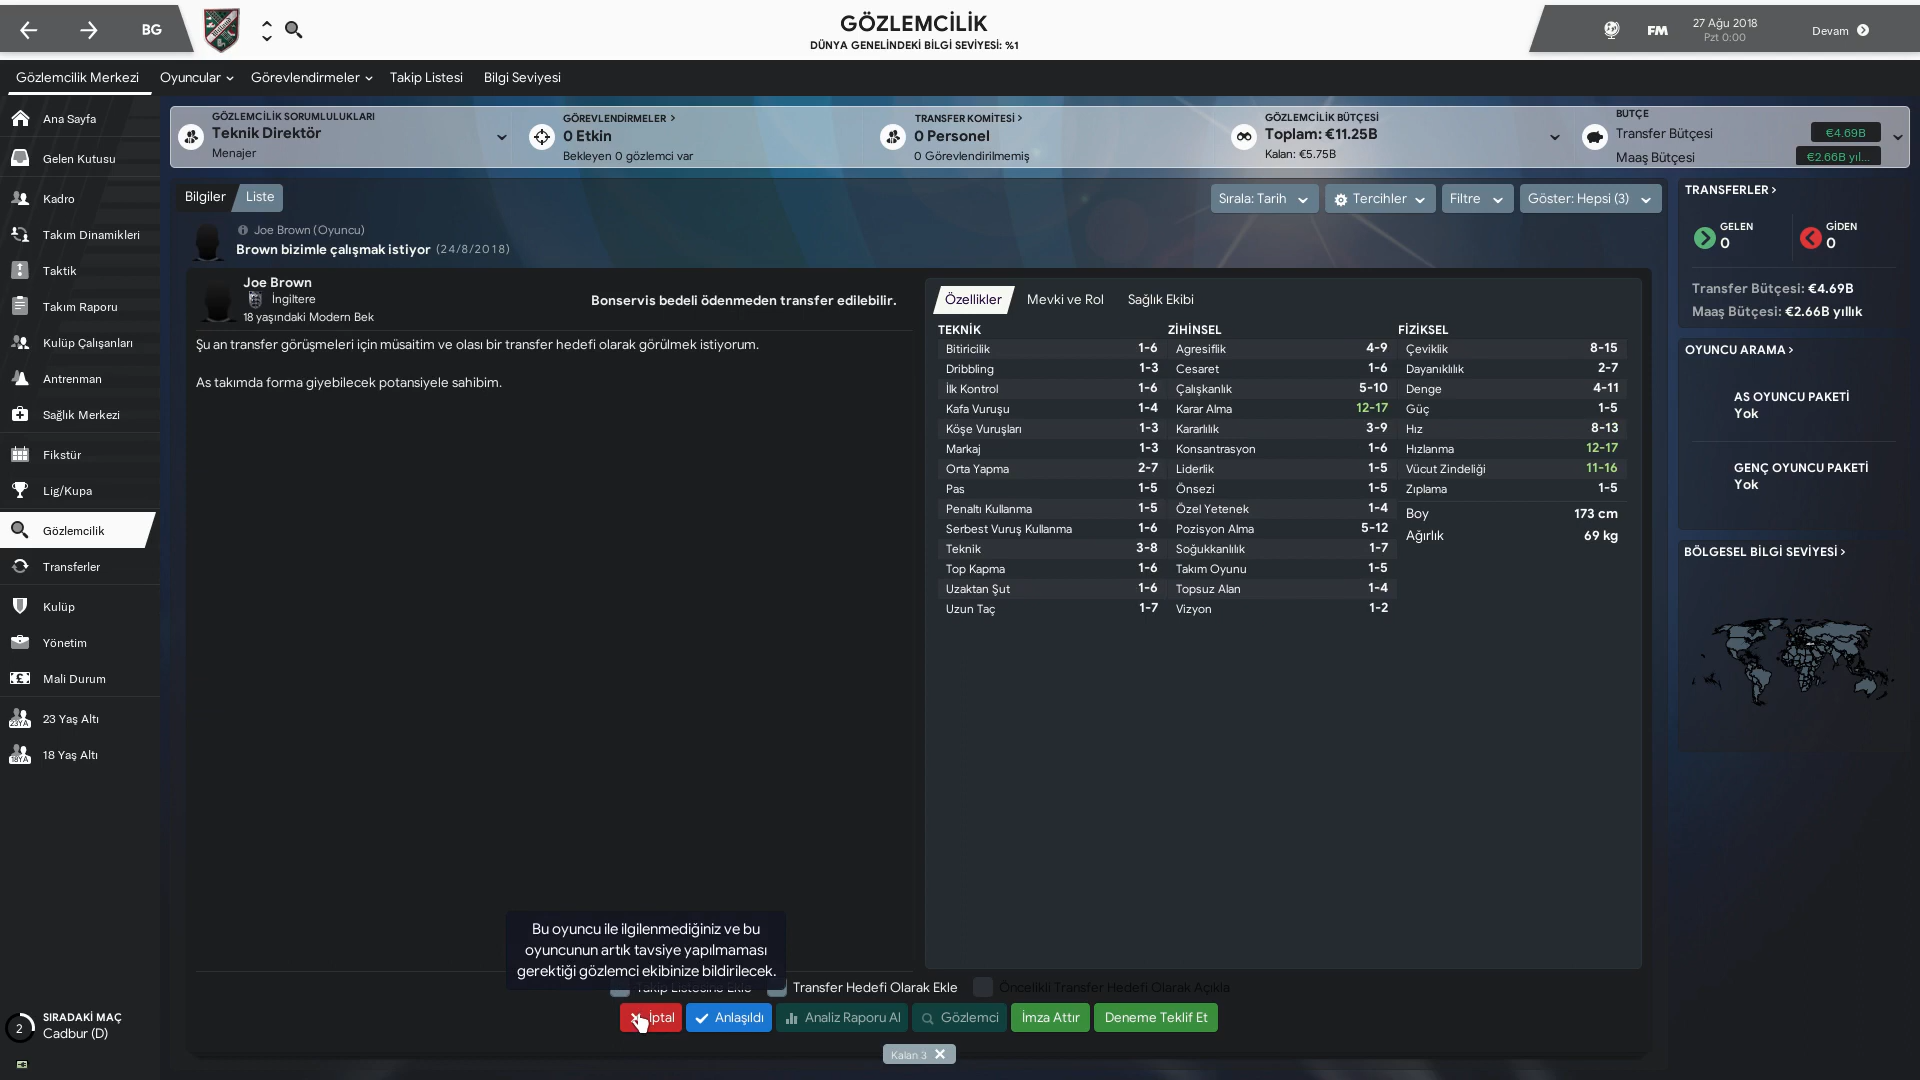 BG
GÖZLEMCİLİK
DÜNYA GENELİNDEKİ BİLGİ SEVİYESİ: %1
FM
27 Ağu 2018
Pzt 0:00
Devam
Gözlemcilik Merkezi
Oyuncular
Görevlendirmeler
Takip Listesi
Bilgi Seviyesi
Ana Sayfa
Gelen Kutusu
Kadro
Takım Dinamikleri
Taktik
Takım Raporu
Kulüp Çalışanları
Antrenman
Sağlık Merkezi
Fikstür
Lig/Kupa
Gözlemcilik
Transferler
Kulüp
Yönetim
Mali Durum
23YA
23 Yaş Altı
18YA
18 Yaş Altı
2
SIRADAKİ MAÇ
Cadbur (D)
GÖZLEMCİLİK SORUMLULUKLARI
Teknik Direktör
Menajer
GÖREVLENDİRMELER >
0 Etkin
Bekleyen 0 gözlemci var
TRANSFER KOMİTESİ >
0 Personel
0 Görevlendirilmemiş
GÖZLEMCİLİK BÜTÇESİ
Toplam: €11.25B
Kalan: €5.75B
BÜTÇE
Transfer Bütçesi €4.69B
Maaş Bütçesi €2.66B yıl...
Bilgiler
Liste
Sırala: Tarih
Tercihler
Filtre
Göster: Hepsi (3)
Joe Brown (Oyuncu)
Brown bizimle çalışmak istiyor (24/8/2018)
Joe Brown
İngiltere
18 yaşındaki Modern Bek
Bonservis bedeli ödenmeden transfer edilebilir.
Şu an transfer görüşmeleri için müsaitim ve olası bir transfer hedefi olarak görülmek istiyorum.
As takımda forma giyebilecek potansiyele sahibim.
Özellikler
Mevki ve Rol
Sağlık Ekibi
TEKNİK
Bitiricilik 1-6
Dribbling 1-3
İlk Kontrol 1-6
Kafa Vuruşu 1-4
Köşe Vuruşları 1-3
Markaj 1-3
Orta Yapma 2-7
Pas 1-5
Penaltı Kullanma 1-5
Serbest Vuruş Kullanma 1-6
Teknik 3-8
Top Kapma 1-6
Uzaktan Şut 1-6
Uzun Taç 1-7
ZİHİNSEL
Agresiflik 4-9
Cesaret 1-6
Çalışkanlık 5-10
Karar Alma 12-17
Kararlılık 3-9
Konsantrasyon 1-6
Liderlik 1-5
Önsezi 1-5
Özel Yetenek 1-4
Pozisyon Alma 5-12
Soğukkanlılık 1-7
Takım Oyunu 1-5
Topsuz Alan 1-4
Vizyon 1-2
FİZİKSEL
Çeviklik 8-15
Dayanıklılık 2-7
Denge 4-11
Güç 1-5
Hız 8-13
Hızlanma 12-17
Vücut Zindeliği 11-16
Zıplama 1-5
Boy 173 cm
Ağırlık 69 kg
Bu oyuncu ile ilgilenmediğiniz ve bu
oyuncunun artık tavsiye yapılmaması
gerektiği gözlemci ekibinize bildirilecek.
Takip Listesine Ekle
Transfer Hedefi Olarak Ekle
Öncelikli Transfer Hedefi Olarak Açıkla
İptal
Anlaşıldı
Analiz Raporu Al
Gözlemci
İmza Attır
Deneme Teklif Et
Kalan 3
TRANSFERLER >
GELEN
0
GİDEN
0
Transfer Bütçesi: €4.69B
Maaş Bütçesi: €2.66B yıllık
OYUNCU ARAMA >
AS OYUNCU PAKETİ
Yok
GENÇ OYUNCU PAKETİ
Yok
BÖLGESEL BİLGİ SEVİYESİ >